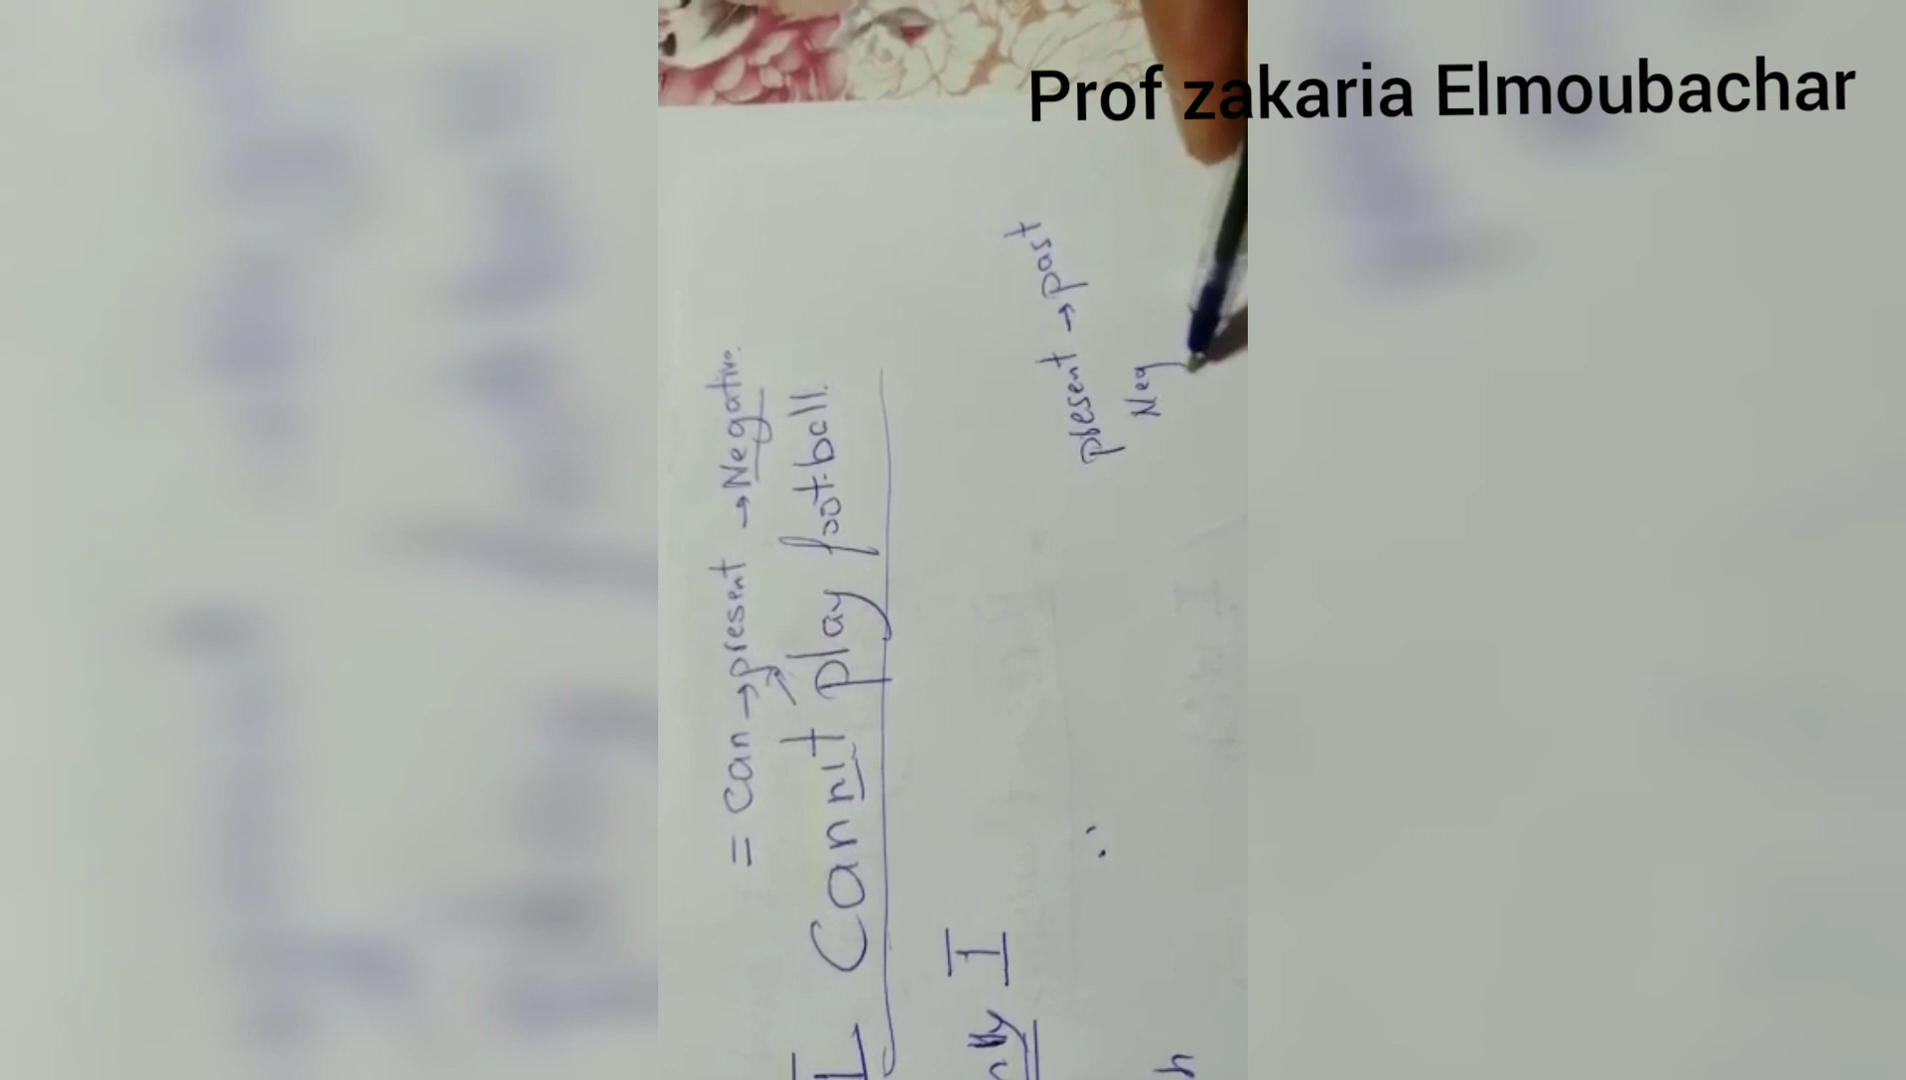 Prof zakaria Elmoubachar
= Can → present → Negative.
I Cannot play football.
I
present → past
Neg